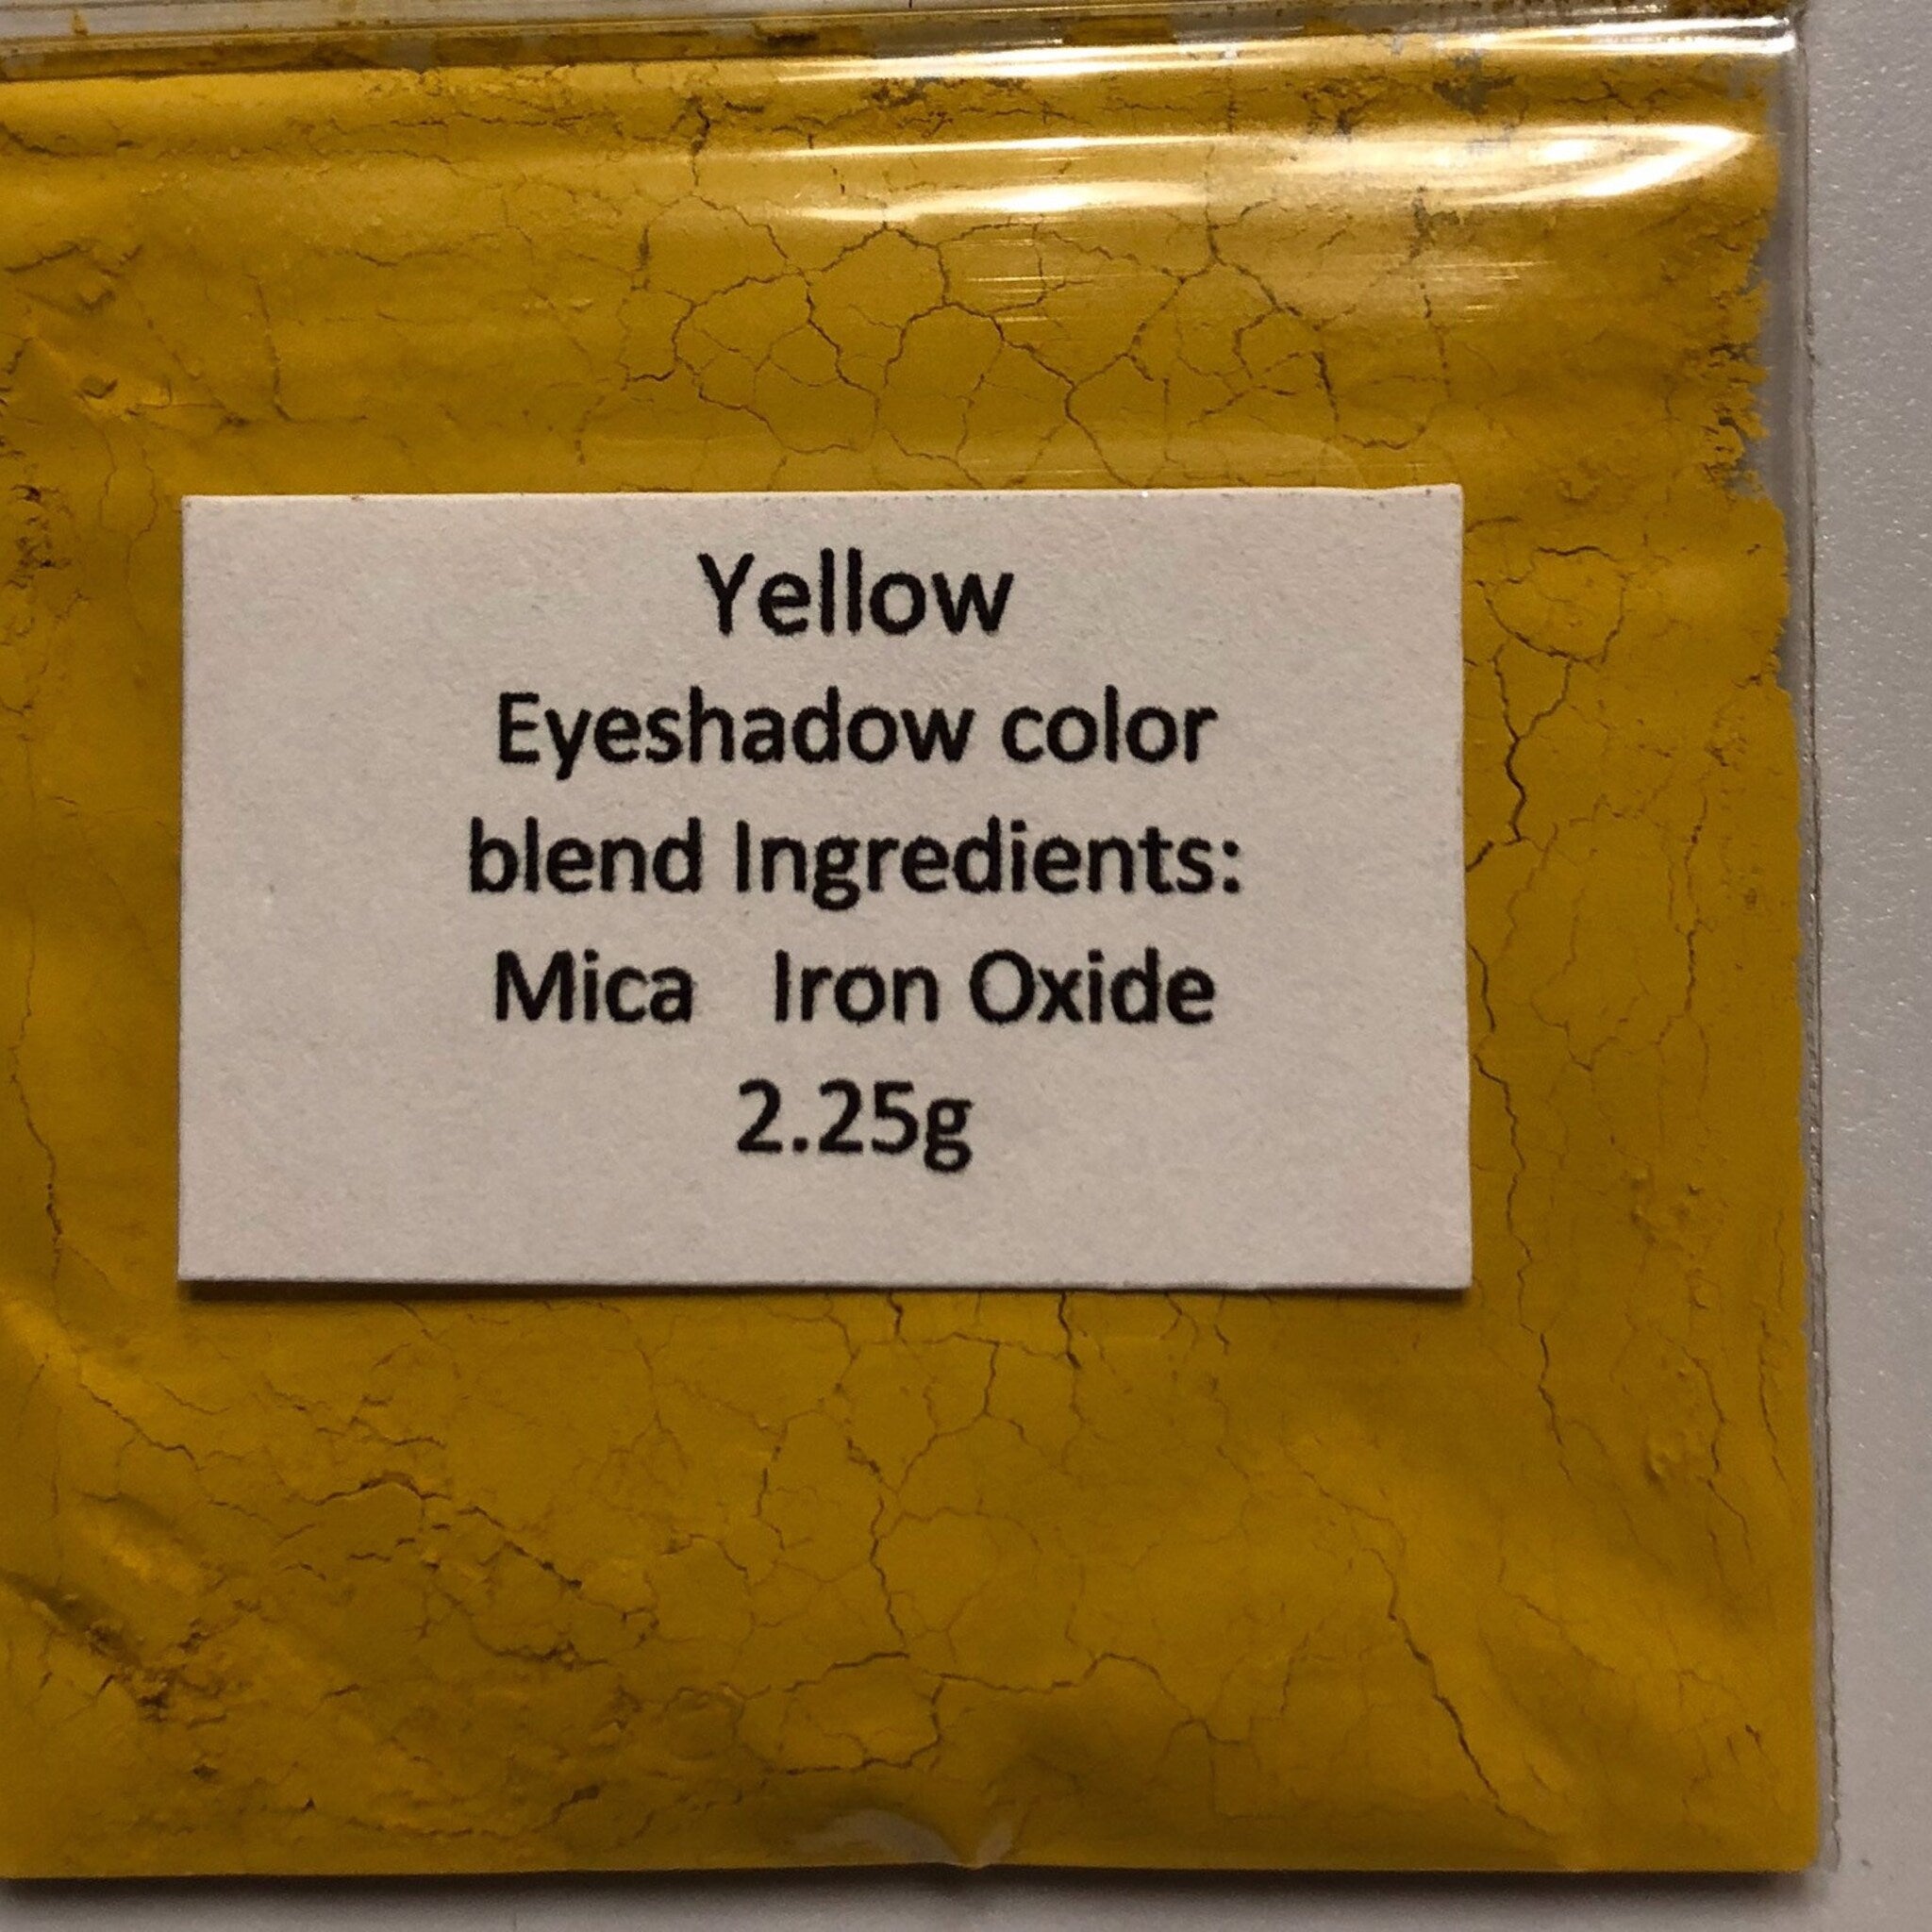 Yellow
Eyeshadow color
blend Ingredients:
Mica   Iron Oxide
2.25g